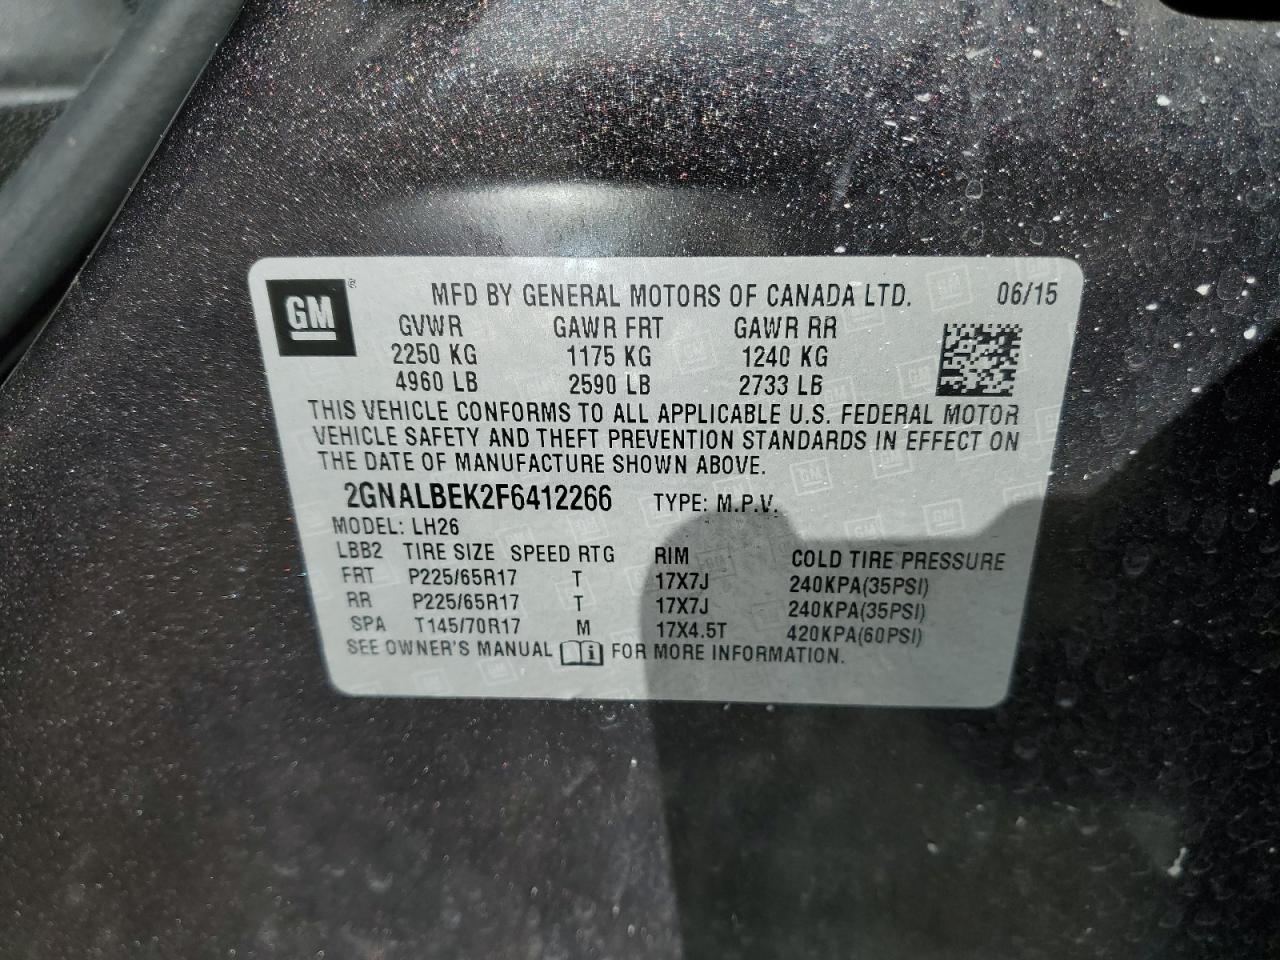 GM ® MFD BY GENERAL MOTORS OF CANADA LTD. 06/15
GVWR GAWR FRT GAWR RR
2250 KG 1175 KG 1240 KG
4960 LB 2590 LB 2733 LB
THIS VEHICLE CONFORMS TO ALL APPLICABLE U.S. FEDERAL MOTOR
VEHICLE SAFETY AND THEFT PREVENTION STANDARDS IN EFFECT ON
THE DATE OF MANUFACTURE SHOWN ABOVE.
2GNALBEK2F6412266 TYPE: M.P.V.
MODEL: LH26
LBB2 TIRE SIZE SPEED RTG RIM COLD TIRE PRESSURE
FRT P225/65R17 T 17X7J 240KPA(35PSI)
RR P225/65R17 T 17X7J 240KPA(35PSI)
SPA T145/70R17 M 17X4.5T 420KPA(60PSI)
SEE OWNER'S MANUAL i FOR MORE INFORMATION.